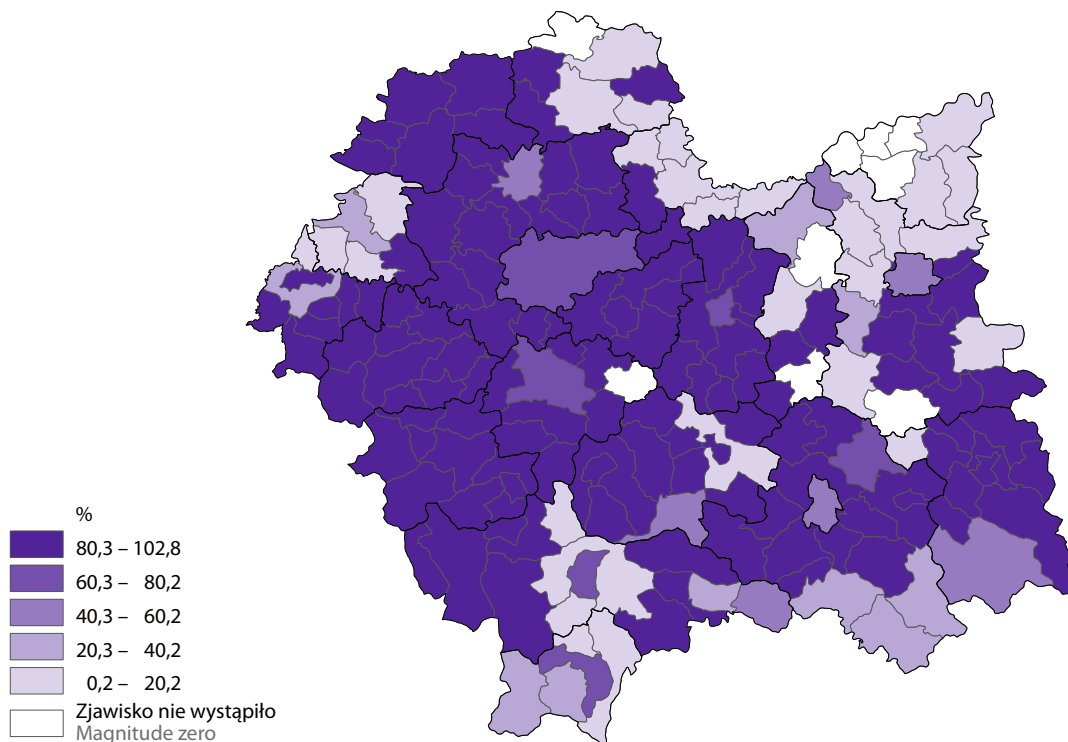 %
80,3 – 102,8
60,3 – 80,2
40,3 – 60,2
20,3 – 40,2
0,2 – 20,2
Zjawisko nie wystąpiło
Magnitude zero